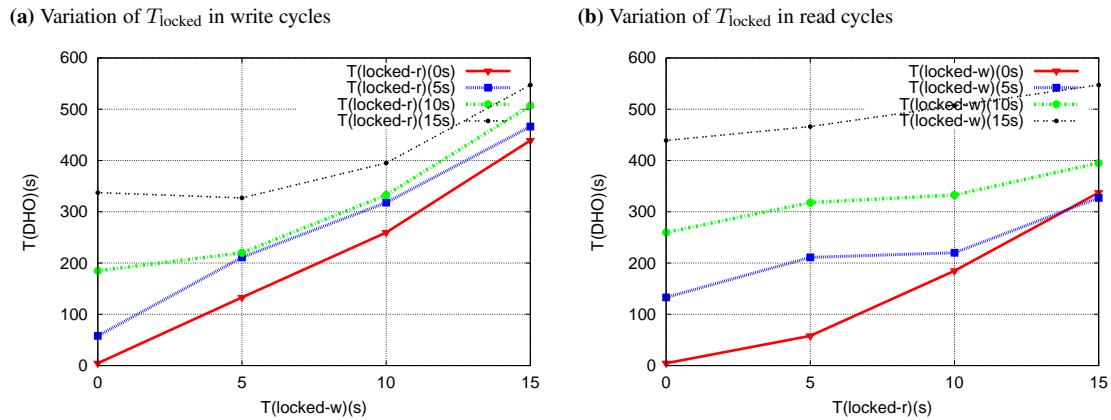 (a) Variation of T_locked in write cycles
600
500
400
300
200
100
0
0 5 10 15
T(DHO)(s)
T(locked-w)(s)
T(locked-r)(0s)
T(locked-r)(5s)
T(locked-r)(10s)
T(locked-r)(15s)
(b) Variation of T_locked in read cycles
600
500
400
300
200
100
0
0 5 10 15
T(DHO)(s)
T(locked-r)(s)
T(locked-w)(0s)
T(locked-w)(5s)
T(locked-w)(10s)
T(locked-w)(15s)